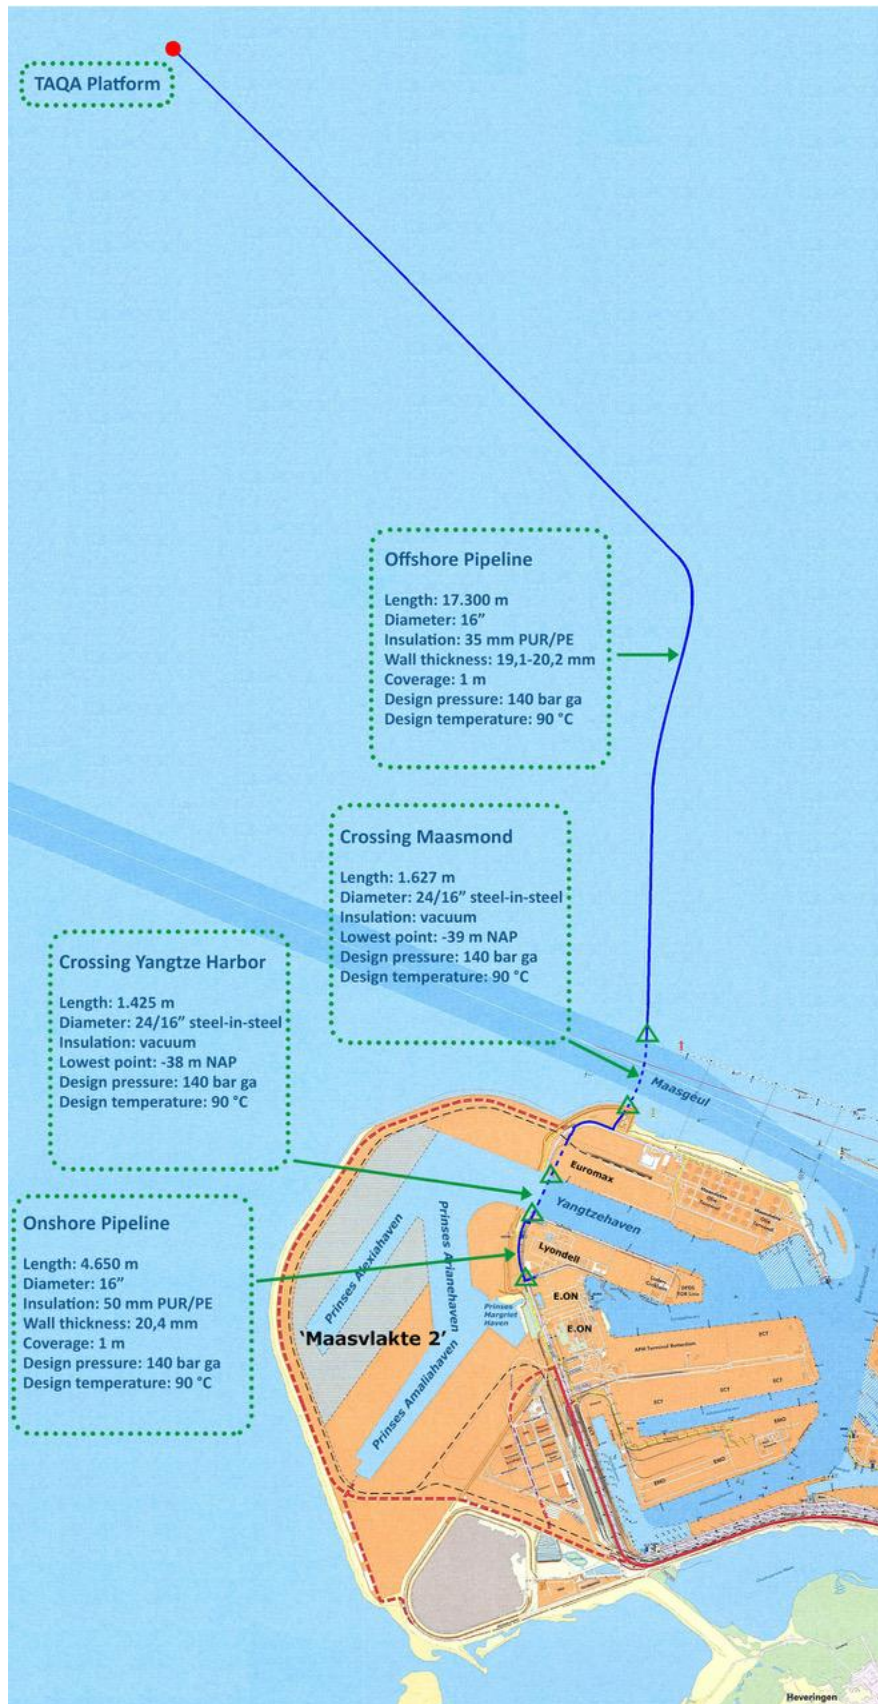 TAQA Platform
Offshore Pipeline
Length: 17.300 m
Diameter: 16”
Insulation: 35 mm PUR/PE
Wall thickness: 19,1-20,2 mm
Coverage: 1 m
Design pressure: 140 bar ga
Design temperature: 90 °C
Crossing Maasmond
Length: 1.627 m
Diameter: 24/16” steel-in-steel
Insulation: vacuum
Lowest point: -39 m NAP
Design pressure: 140 bar ga
Design temperature: 90 °C
Crossing Yangtze Harbor
Length: 1.425 m
Diameter: 24/16” steel-in-steel
Insulation: vacuum
Lowest point: -38 m NAP
Design pressure: 140 bar ga
Design temperature: 90 °C
Maasgeul
Euromax
Yangtzehaven
Onshore Pipeline
Length: 4.650 m
Diameter: 16”
Insulation: 50 mm PUR/PE
Wall thickness: 20,4 mm
Coverage: 1 m
Design pressure: 140 bar ga
Design temperature: 90 °C
Prinses Alexiahaven
Prinses Arianehaven
Lyondell
E.ON
Prinses
Margriet
Haven
E.ON
‘Maasvlakte 2’
Prinses Amaliahaven
APM Terminal Rotterdam
ECT
ECT
ECT
ECT
EMO
EMO
EMO
Heveringen